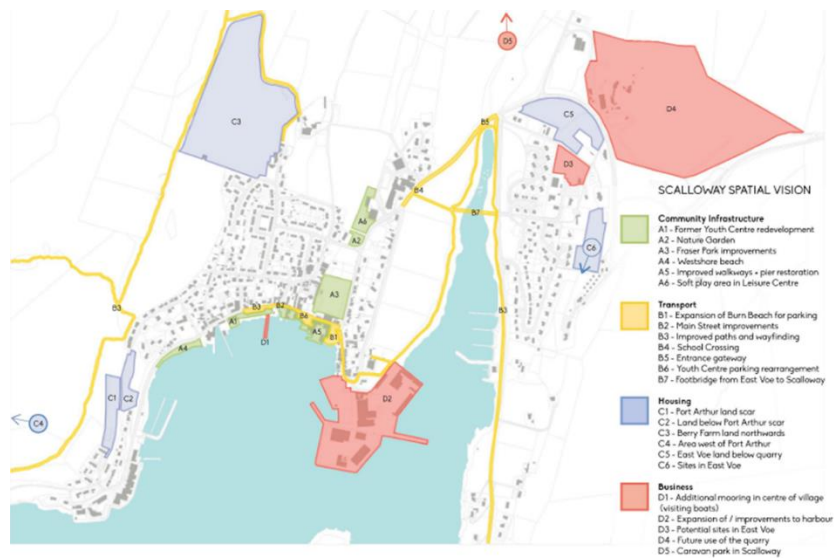 D5
C3
C5
D4
B5
D3
B4
A6
B7
A2
C6
A3
B3
B3
B2
B6
A5
B1
B3
A1
D1
A4
C1
C2
D2
C4
SCALLOWAY SPATIAL VISION
Community Infrastructure
A1 - Former Youth Centre redevelopment
A2 - Nature Garden
A3 - Fraser Park improvements
A4 - Westshore beach
A5 - Improved walkways + pier restoration
A6 - Soft play area in Leisure Centre
Transport
B1 - Expansion of Burn Beach for parking
B2 - Main Street improvements
B3 - Improved paths and wayfinding
B4 - School Crossing
B5 - Entrance gateway
B6 - Youth Centre parking rearrangement
B7 - Footbridge from East Voe to Scalloway
Housing
C1 - Port Arthur land scar
C2 - Land below Port Arthur scar
C3 - Berry Farm land northwards
C4 - Area west of Port Arthur
C5 - East Voe land below quarry
C6 - Sites in East Voe
Business
D1 - Additional mooring in centre of village
(visiting boats)
D2 - Expansion of / improvements to harbour
D3 - Potential sites in East Voe
D4 - Future use of the quarry
D5 - Caravan park in Scalloway